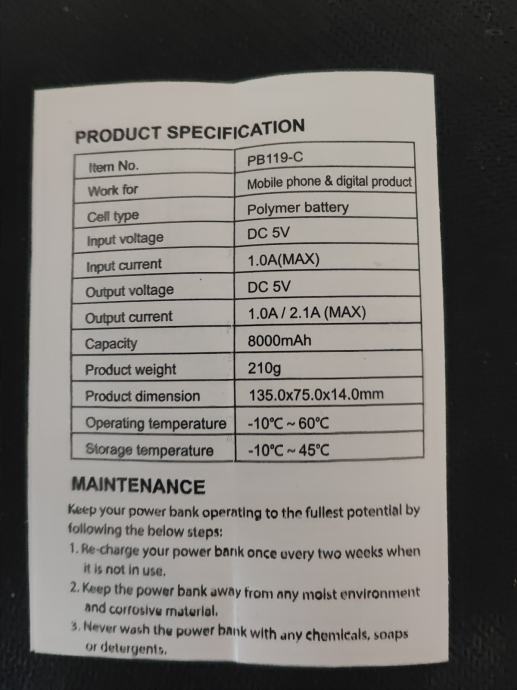 PRODUCT SPECIFICATION
Item No. PB119-C
Work for Mobile phone & digital product
Cell type Polymer battery
Input voltage DC 5V
Input current 1.0A(MAX)
Output voltage DC 5V
Output current 1.0A / 2.1A (MAX)
Capacity 8000mAh
Product weight 210g
Product dimension 135.0x75.0x14.0mm
Operating temperature -10℃ ~ 60℃
Storage temperature -10℃ ~ 45℃
MAINTENANCE
Keep your power bank operating to the fullest potential by
following the below steps:
1. Re-charge your power bank once every two weeks when
it is not in use.
2. Keep the power bank away from any moist environment
and corrosive material.
3. Never wash the power bank with any chemicals, soaps
or detergents.